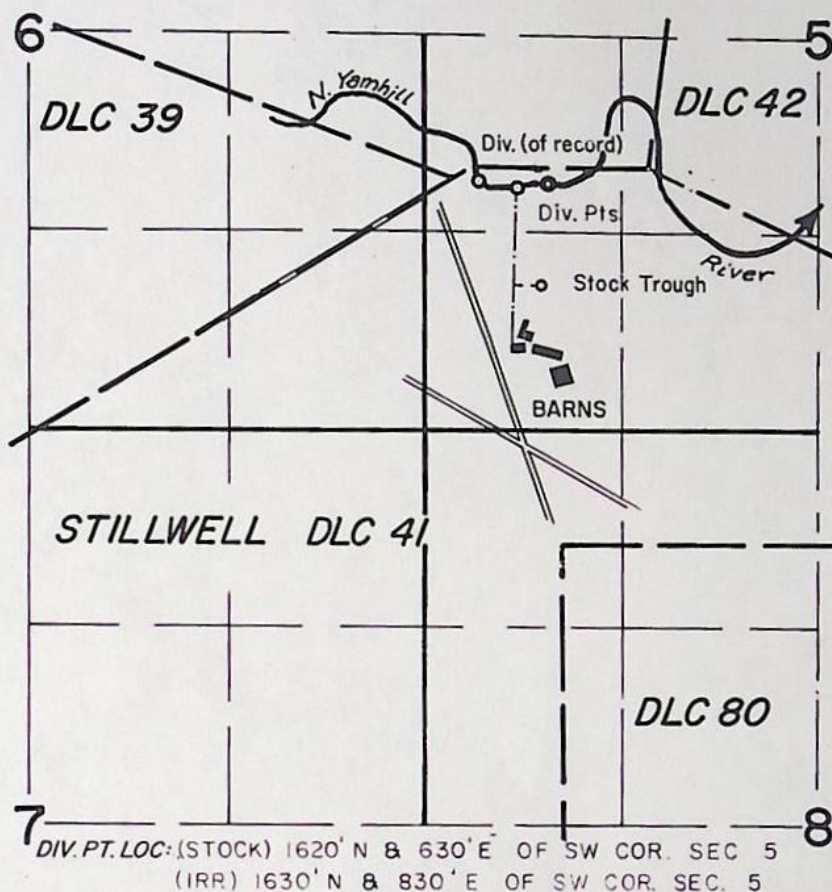 6
5
DLC 39
N. Yamhill
DLC 42
Div. (of record)
Div. Pts.
River
Stock Trough
BARNS
STILLWELL DLC 41
DLC 80
7
8
DIV. PT. LOC: (STOCK) 1620' N & 630' E OF SW COR. SEC 5
(IRR) 1630' N & 830' E OF SW COR. SEC. 5